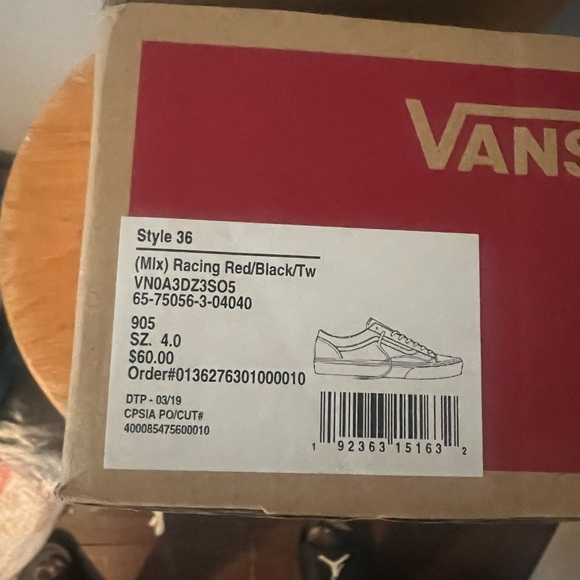 VANS
Style 36
(MIx) Racing Red/Black/Tw
VN0A3DZ3SO5
65-75056-3-04040
905
SZ. 4.0
$60.00
Order#0136276301000010
DTP - 03/19
CPSIA PO/CUT#
400085475600010
1 92363 15163 2